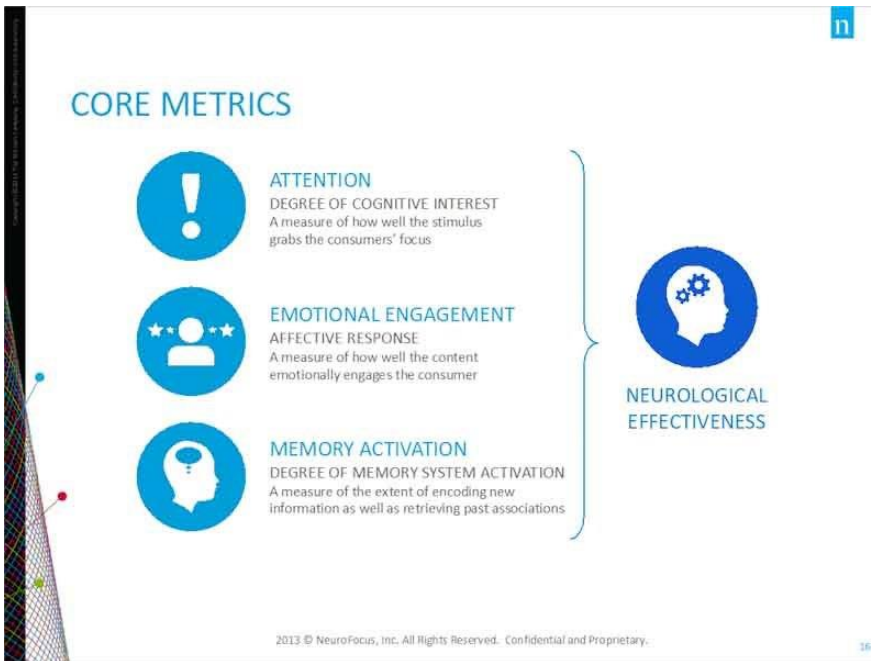 n
CORE METRICS
ATTENTION
DEGREE OF COGNITIVE INTEREST
A measure of how well the stimulus
grabs the consumers' focus
EMOTIONAL ENGAGEMENT
AFFECTIVE RESPONSE
A measure of how well the content
emotionally engages the consumer
MEMORY ACTIVATION
DEGREE OF MEMORY SYSTEM ACTIVATION
A measure of the extent of encoding new
information as well as retrieving past associations
NEUROLOGICAL
EFFECTIVENESS
2013 © NeuroFocus, Inc. All Rights Reserved. Confidential and Proprietary.
16